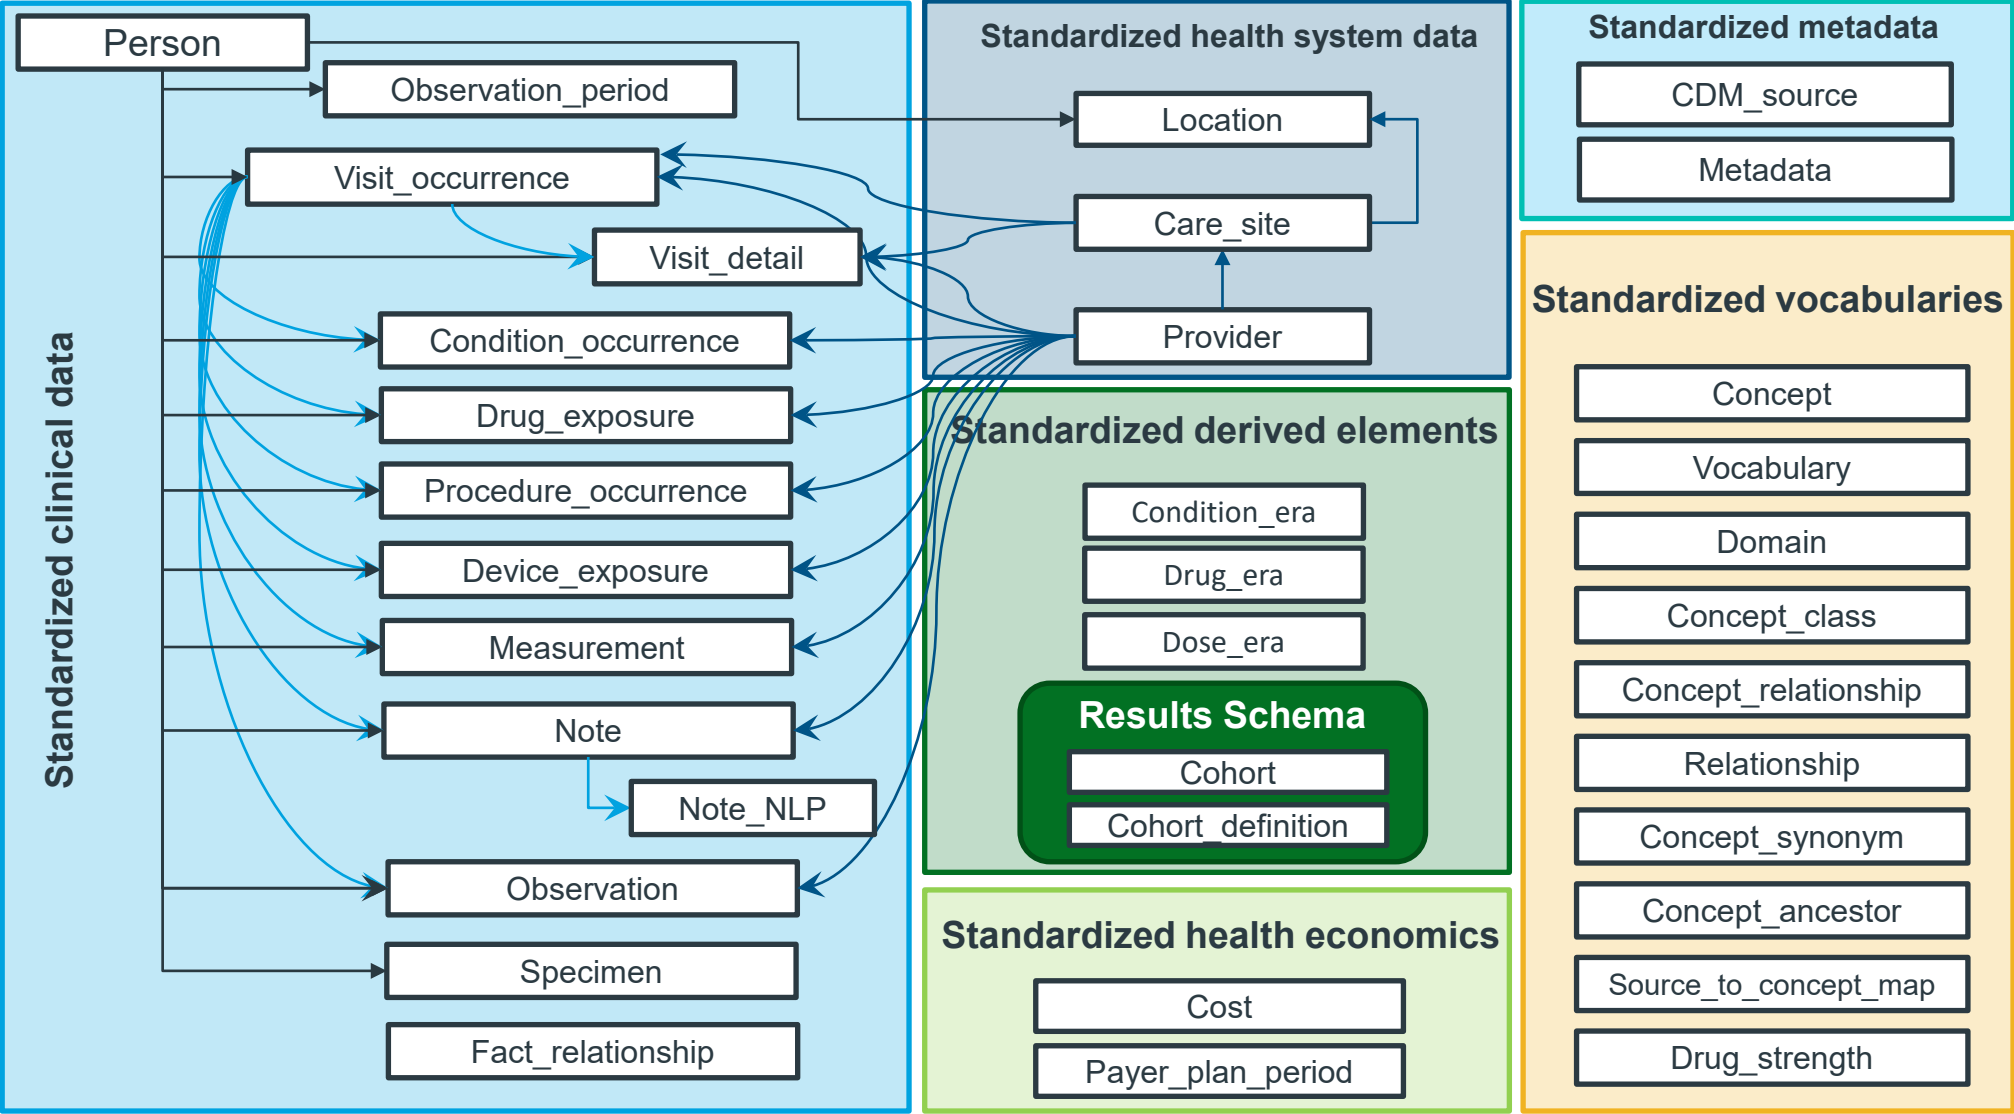 Standardized clinical data
Person
Observation_period
Visit_occurrence
Visit_detail
Condition_occurrence
Drug_exposure
Procedure_occurrence
Device_exposure
Measurement
Note
Note_NLP
Observation
Specimen
Fact_relationship
Standardized health system data
Location
Care_site
Provider
Standardized derived elements
Condition_era
Drug_era
Dose_era
Results Schema
Cohort
Cohort_definition
Standardized health economics
Cost
Payer_plan_period
Standardized metadata
CDM_source
Metadata
Standardized vocabularies
Concept
Vocabulary
Domain
Concept_class
Concept_relationship
Relationship
Concept_synonym
Concept_ancestor
Source_to_concept_map
Drug_strength